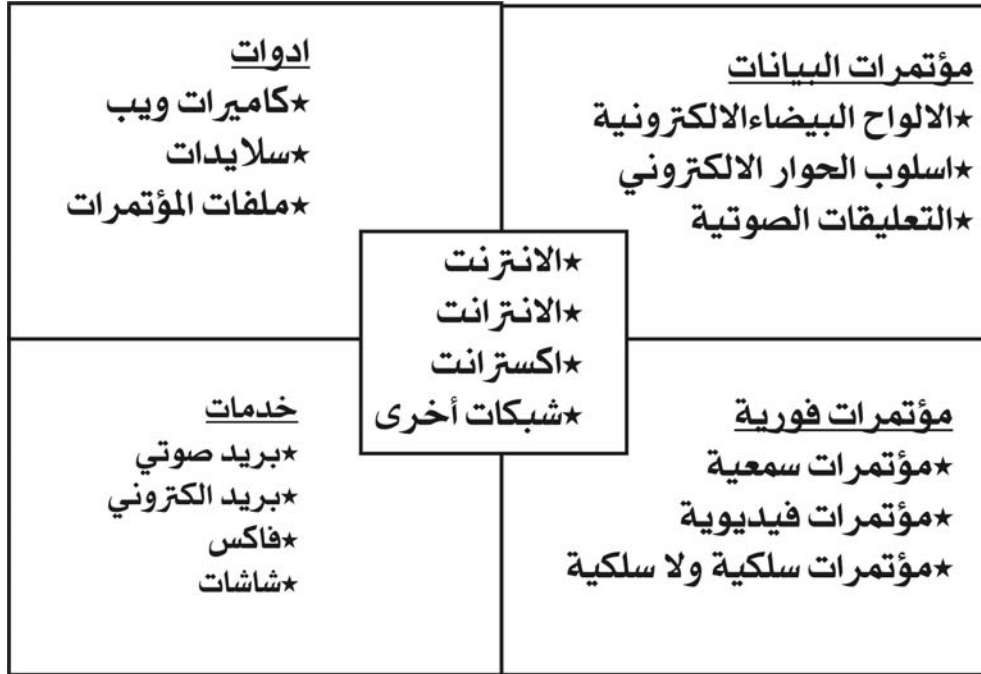 مؤتمرات البيانات
★الالواح البيضاءالالكترونية
★اسلوب الحوار الالكتروني
★التعليقات الصوتية
ادوات
★كاميرات ويب
★سلايدات
★ملفات المؤتمرات
★الانترنت
★الانترانت
★اكسترانت
★شبكات أخرى
مؤتمرات فورية
★مؤتمرات سمعية
★مؤتمرات فيديوية
★مؤتمرات سلكية ولا سلكية
خدمات
★بريد صوتي
★بريد الكتروني
★فاكس
★شاشات